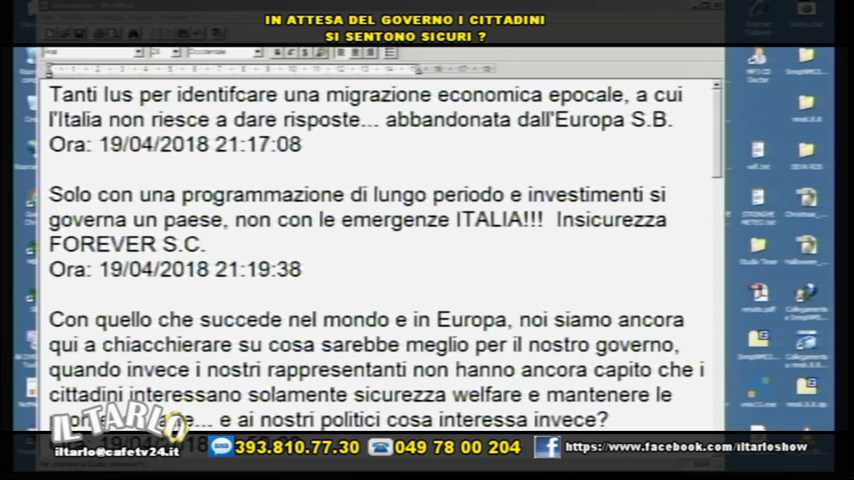 IN ATTESA DEL GOVERNO I CITTADINI
SI SENTONO SICURI ?
Tanti Ius per identifcare una migrazione economica epocale, a cui
l'Italia non riesce a dare risposte... abbandonata dall'Europa S.B.
Ora: 19/04/2018 21:17:08
Solo con una programmazione di lungo periodo e investimenti si
governa un paese, non con le emergenze ITALIA!!! Insicurezza
FOREVER S.C.
Ora: 19/04/2018 21:19:38
Con quello che succede nel mondo e in Europa, noi siamo ancora
qui a chiacchierare su cosa sarebbe meglio per il nostro governo,
quando invece i nostri rappresentanti non hanno ancora capito che i
cittadini interessano solamente sicurezza welfare e mantenere le
e ai nostri politici cosa interessa invece?
IL TARLO
iltarlo@cafetv24.it
SMS
393.810.77.30
049 78 00 204
f
https://www.facebook.com/iltarloshow